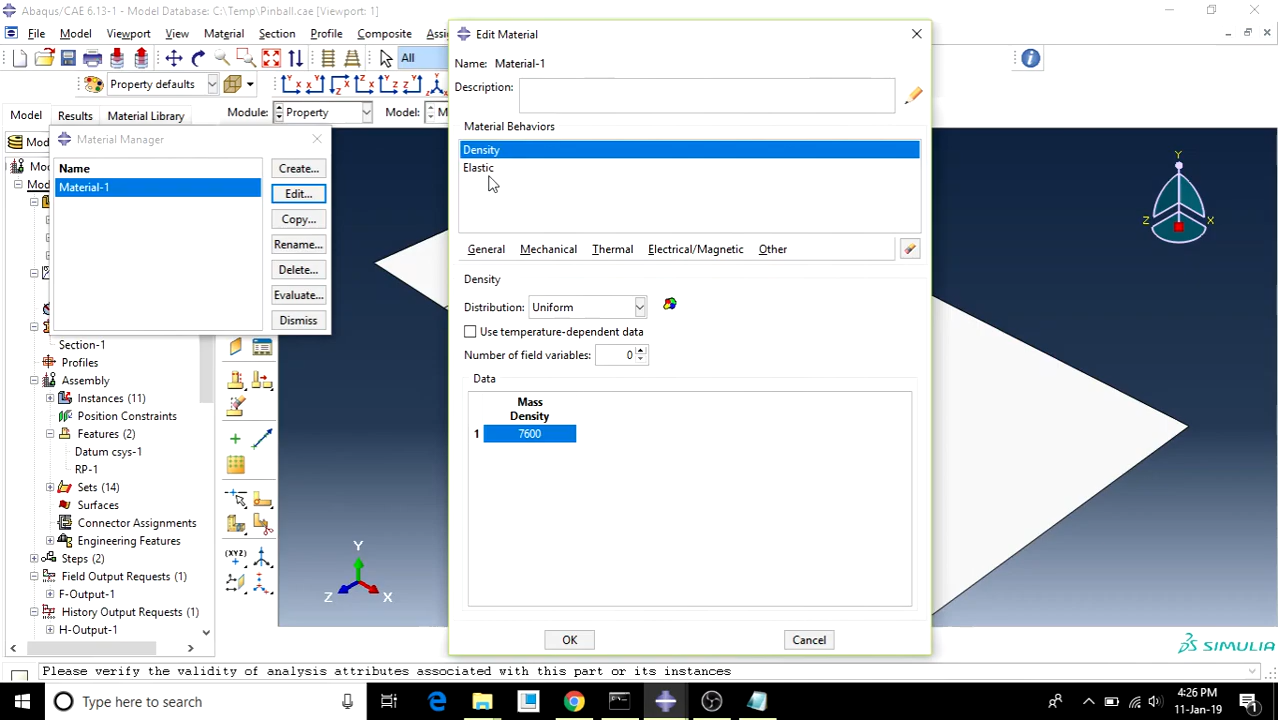 Abaqus/CAE 6.13-1 - Model Database: C:\Temp\Pinball.cae [Viewport: 1]
File Model Viewport View Material Section Profile Composite Assi
All
Property defaults
Model Results Material Library Module: Property Model: M
Edit Material
Name: Material-1
Description:
Material Behaviors
Density
Elastic
General Mechanical Thermal Electrical/Magnetic Other
Density
Distribution: Uniform
Use temperature-dependent data
Number of field variables: 0
Data
Mass
Density
1 7600
OK Cancel
Material Manager
Name
Material-1
Create...
Edit...
Copy...
Rename...
Delete...
Evaluate...
Dismiss
Section-1
Profiles
Assembly
Instances (11)
Position Constraints
Features (2)
Datum csys-1
RP-1
Sets (14)
Surfaces
Connector Assignments
Engineering Features
Steps (2)
Field Output Requests (1)
F-Output-1
History Output Requests (1)
H-Output-1
(XYZ)
Y
Z X
Y
Z X
SIMULIA
Please verify the validity of analysis attributes associated with this part or its instances
Type here to search
4:26 PM
11-Jan-19
1